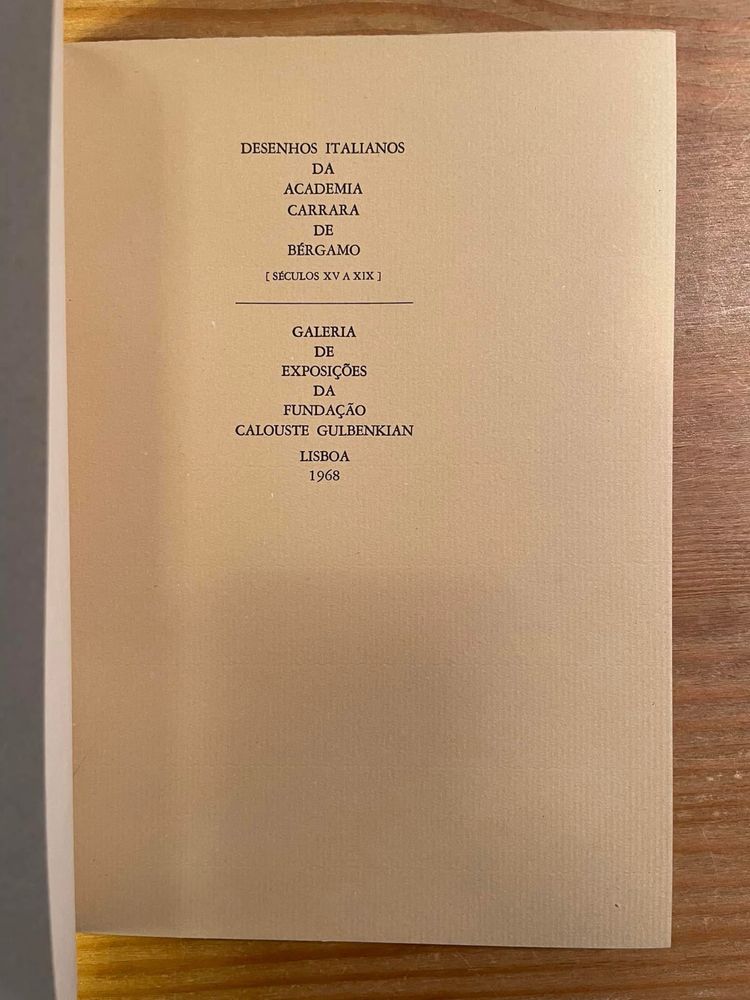 DESENHOS ITALIANOS
DA
ACADEMIA
CARRARA
DE
BÉRGAMO
[ SÉCULOS XV A XIX ]
GALERIA
DE
EXPOSIÇÕES
DA
FUNDAÇÃO
CALOUSTE GULBENKIAN
LISBOA
1968